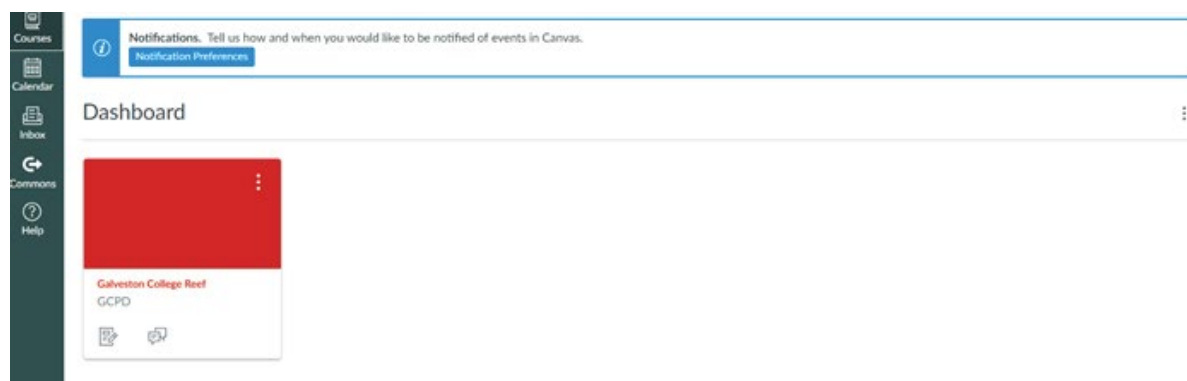 Courses
Calendar
Inbox
Commons
Help
Notifications. Tell us how and when you would like to be notified of events in Canvas.
Notification Preferences
Dashboard
Galveston College Reef
GCPD